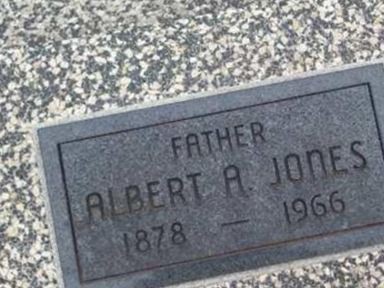 FATHER
ALBERT A. JONES
1878 — 1966